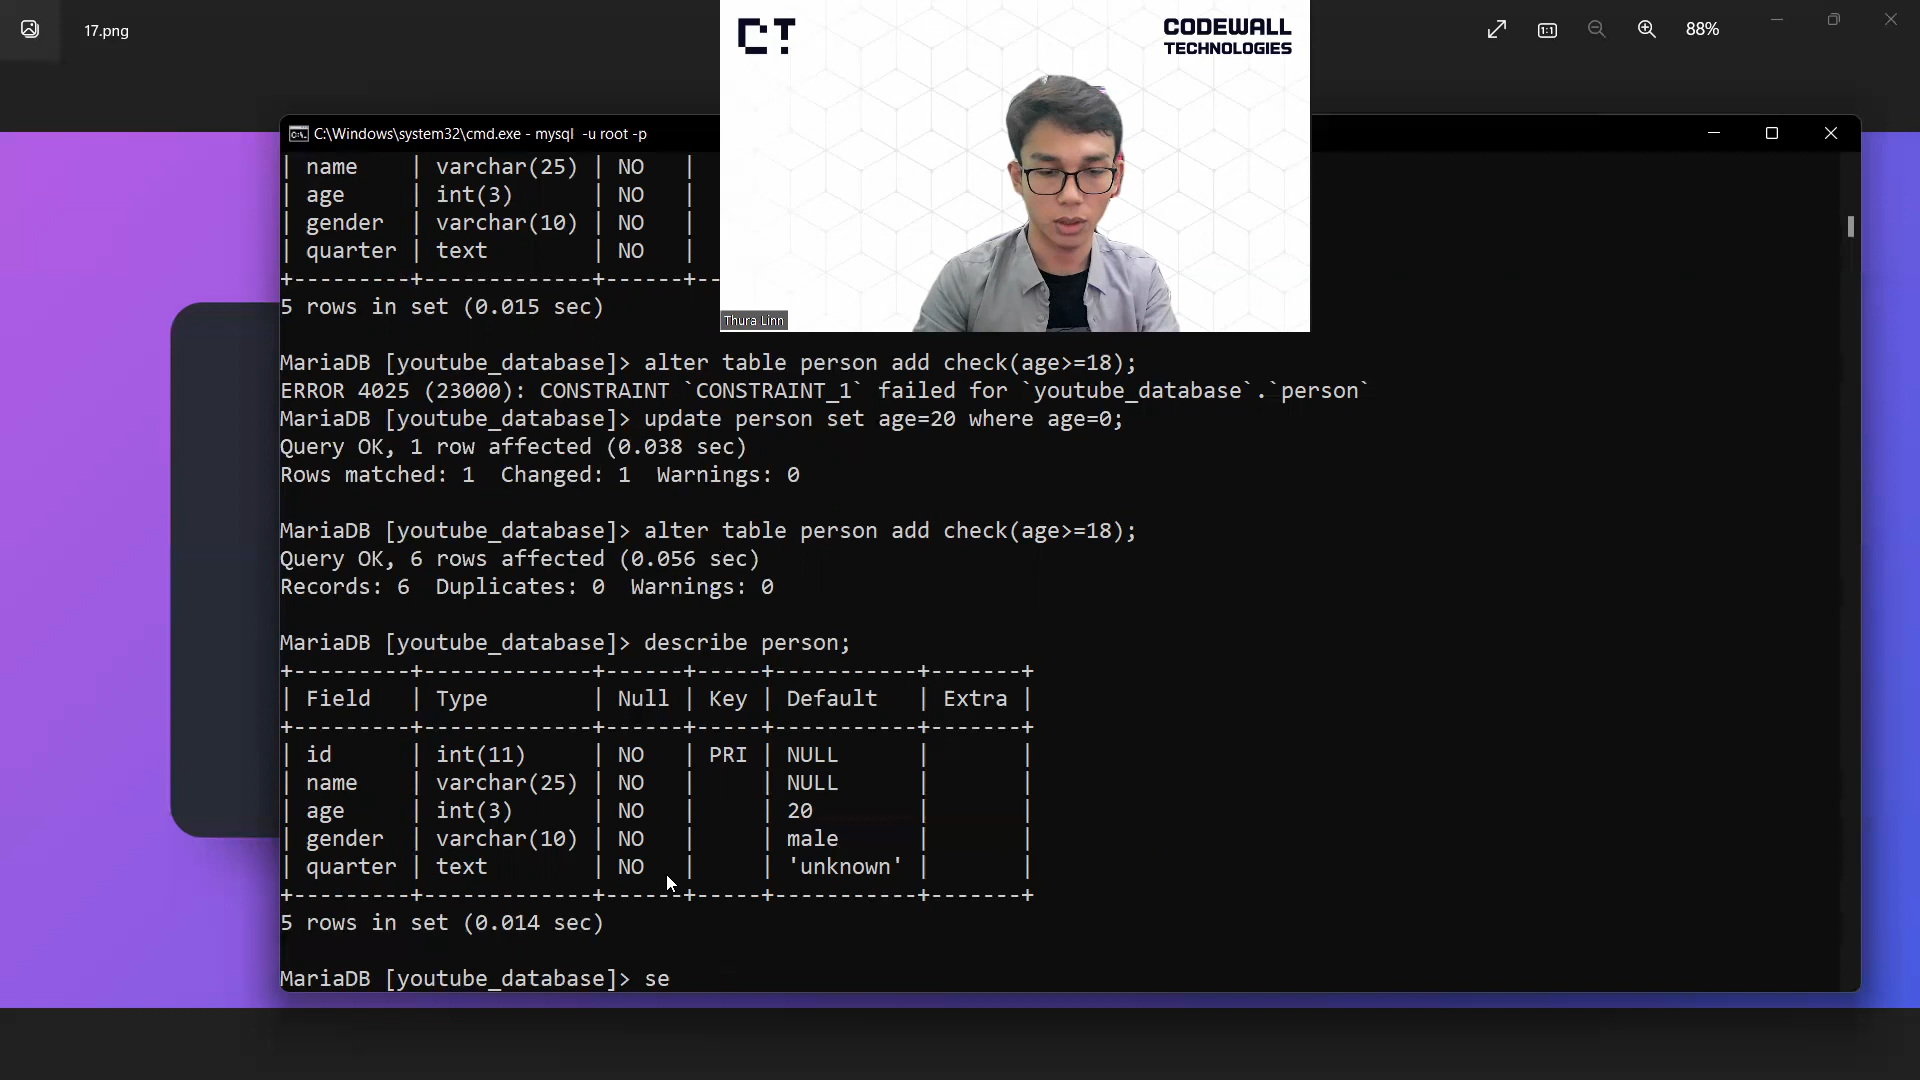 17.png
88%
CT
CODEWALL
TECHNOLOGIES
Thura Linn
C:\Windows\system32\cmd.exe - mysql  -u root -p
| name    | varchar(25) | NO   |
| age     | int(3)      | NO   |
| gender  | varchar(10) | NO   |
| quarter | text        | NO   |
+---------+-------------+------+--
5 rows in set (0.015 sec)
MariaDB [youtube_database]> alter table person add check(age>=18);
ERROR 4025 (23000): CONSTRAINT `CONSTRAINT_1` failed for `youtube_database`.`person`
MariaDB [youtube_database]> update person set age=20 where age=0;
Query OK, 1 row affected (0.038 sec)
Rows matched: 1  Changed: 1  Warnings: 0
MariaDB [youtube_database]> alter table person add check(age>=18);
Query OK, 6 rows affected (0.056 sec)
Records: 6  Duplicates: 0  Warnings: 0
MariaDB [youtube_database]> describe person;
+---------+-------------+------+-----+-----------+-------+
| Field   | Type        | Null | Key | Default   | Extra |
+---------+-------------+------+-----+-----------+-------+
| id      | int(11)     | NO   | PRI | NULL      |       |
| name    | varchar(25) | NO   |     | NULL      |       |
| age     | int(3)      | NO   |     | 20        |       |
| gender  | varchar(10) | NO   |     | male      |       |
| quarter | text        | NO   |     | 'unknown' |       |
+---------+-------------+------+-----+-----------+-------+
5 rows in set (0.014 sec)
MariaDB [youtube_database]> se